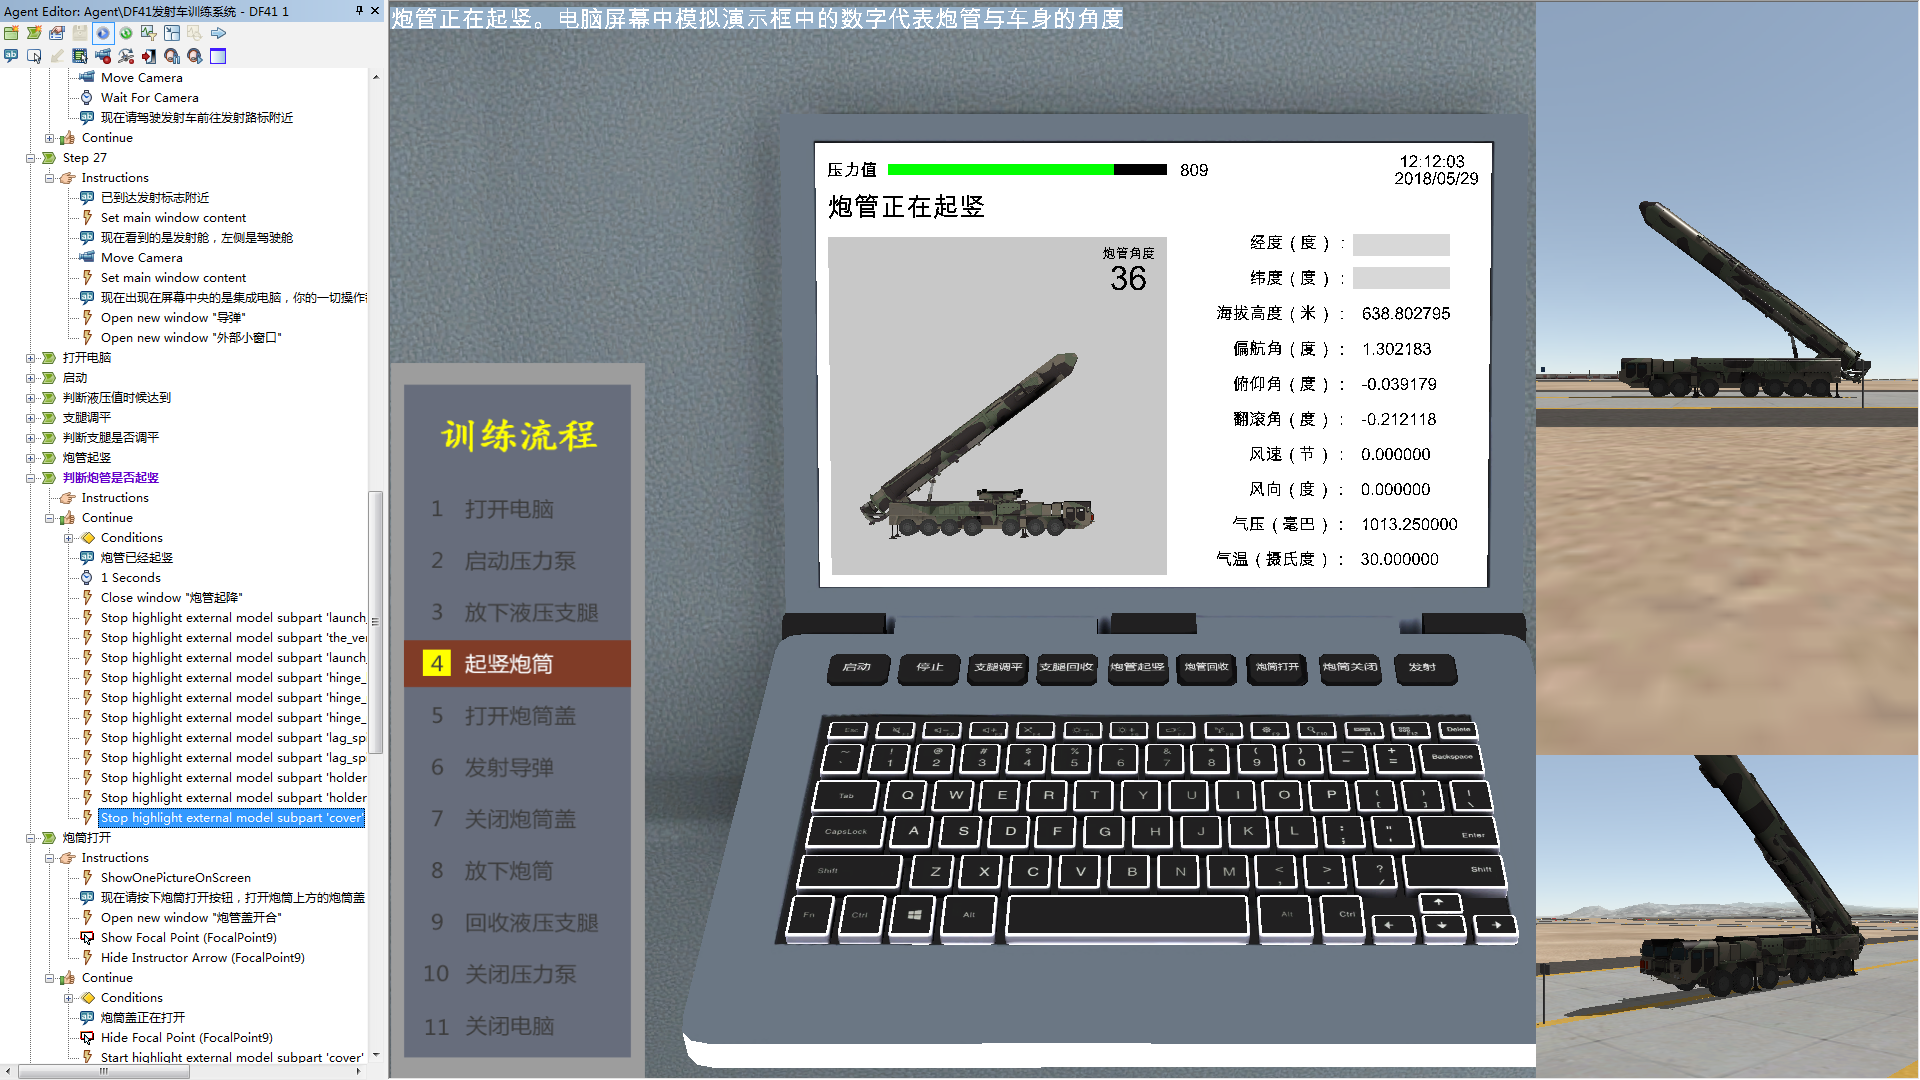 Agent Editor: Agent\DF41发射车训练系统 - DF41 1
Move Camera
Wait For Camera
现在请驾驶发射车前往发射路标附近
Continue
Step 27
Instructions
已到达发射标志附近
Set main window content
现在看到的是发射舱，左侧是驾驶舱
Move Camera
Set main window content
现在出现在屏幕中央的是集成电脑，你的一切操作
Open new window "导弹"
Open new window "外部小窗口"
打开电脑
启动
判断液压值时候达到
支腿调平
判断支腿是否调平
炮管起竖
判断炮管是否起竖
Instructions
Continue
Conditions
炮管已经起竖
1 Seconds
Close window "炮管起降"
Stop highlight external model subpart 'launch_
Stop highlight external model subpart 'the_ver
Stop highlight external model subpart 'launch_
Stop highlight external model subpart 'hinge_
Stop highlight external model subpart 'hinge_
Stop highlight external model subpart 'hinge_
Stop highlight external model subpart 'lag_sp
Stop highlight external model subpart 'lag_sp
Stop highlight external model subpart 'holder
Stop highlight external model subpart 'holder
Stop highlight external model subpart 'cover'
炮筒打开
Instructions
ShowOnePictureOnScreen
现在请按下炮筒打开按钮，打开炮筒上方的炮筒盖
Open new window "炮管盖开合"
Show Focal Point (FocalPoint9)
Hide Instructor Arrow (FocalPoint9)
Continue
Conditions
炮筒盖正在打开
Hide Focal Point (FocalPoint9)
Start highlight external model subpart 'cover'
炮管正在起竖。电脑屏幕中模拟演示框中的数字代表炮管与车身的角度
训练流程
1 打开电脑
2 启动压力泵
3 放下液压支腿
4 起竖炮筒
5 打开炮筒盖
6 发射导弹
7 关闭炮筒盖
8 放下炮筒
9 回收液压支腿
10 关闭压力泵
11 关闭电脑
压力值 809
12:12:03
2018/05/29
炮管正在起竖
炮管角度
36
经度（度）：
纬度（度）：
海拔高度（米）： 638.802795
偏航角（度）： 1.302183
俯仰角（度）： -0.039179
翻滚角（度）： -0.212118
风速（节）： 0.000000
风向（度）： 0.000000
气压（毫巴）： 1013.250000
气温（摄氏度）： 30.000000
启动 停止 支腿调平 支腿回收 炮管起竖 炮管回收 炮筒打开 炮筒关闭 发射
Esc Delete
~ ! @ # $ % ^ & * ( ) — +
1 2 3 4 5 6 7 8 9 0 - = Backspace
Tab Q W E R T Y U I O P { } |
[ ] \
CapsLock A S D F G H J K L : " Enter
; '
Shift Z X C V B N M < > ? Shift
, . /
Fn Ctrl Alt Alt Ctrl